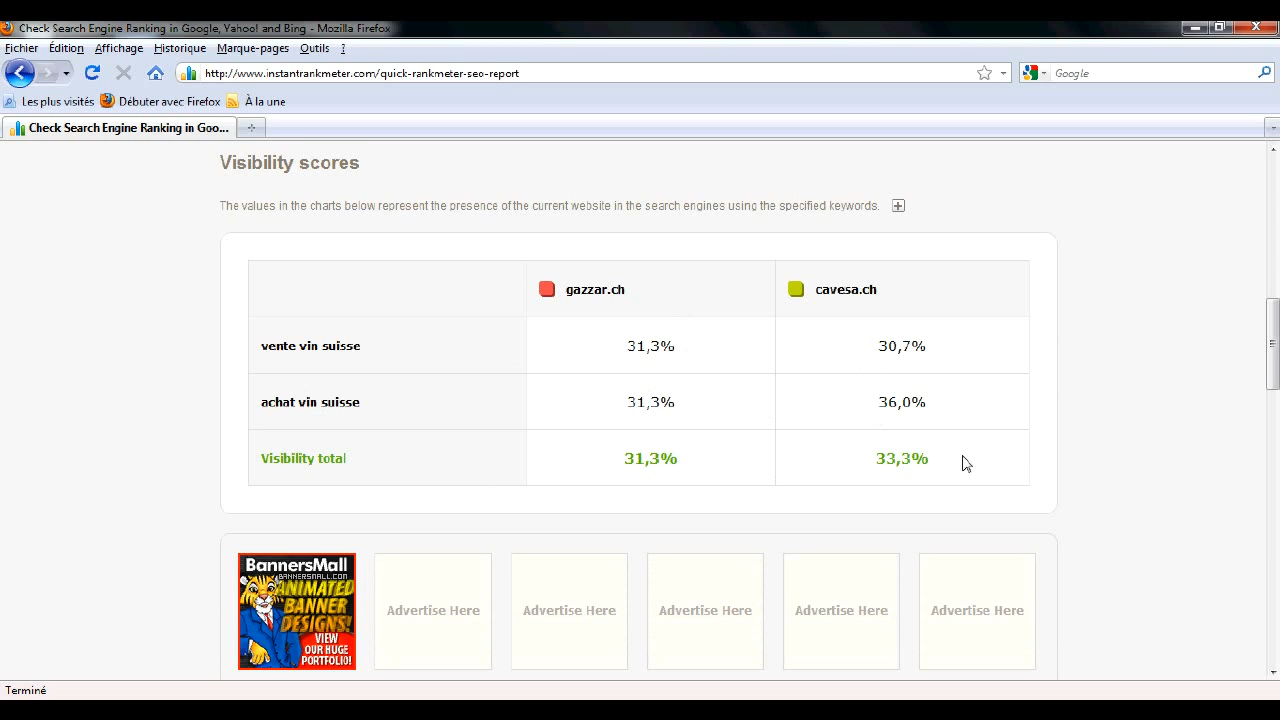 Check Search Engine Ranking in Google, Yahoo! and Bing - Mozilla Firefox
Fichier Édition Affichage Historique Marque-pages Outils ?
http://www.instantrankmeter.com/quick-rankmeter-seo-report Google
Les plus visités Débuter avec Firefox À la une
Check Search Engine Ranking in Goo...
Visibility scores
The values in the charts below represent the presence of the current website in the search engines using the specified keywords.
gazzar.ch cavesa.ch
vente vin suisse 31,3% 30,7%
achat vin suisse 31,3% 36,0%
Visibility total 31,3% 33,3%
BannersMall
BANNERSMALL.COM
ANIMATED
BANNER
DESIGNS!
VIEW
OUR HUGE
PORTFOLIO!
Advertise Here Advertise Here Advertise Here Advertise Here Advertise Here
Terminé